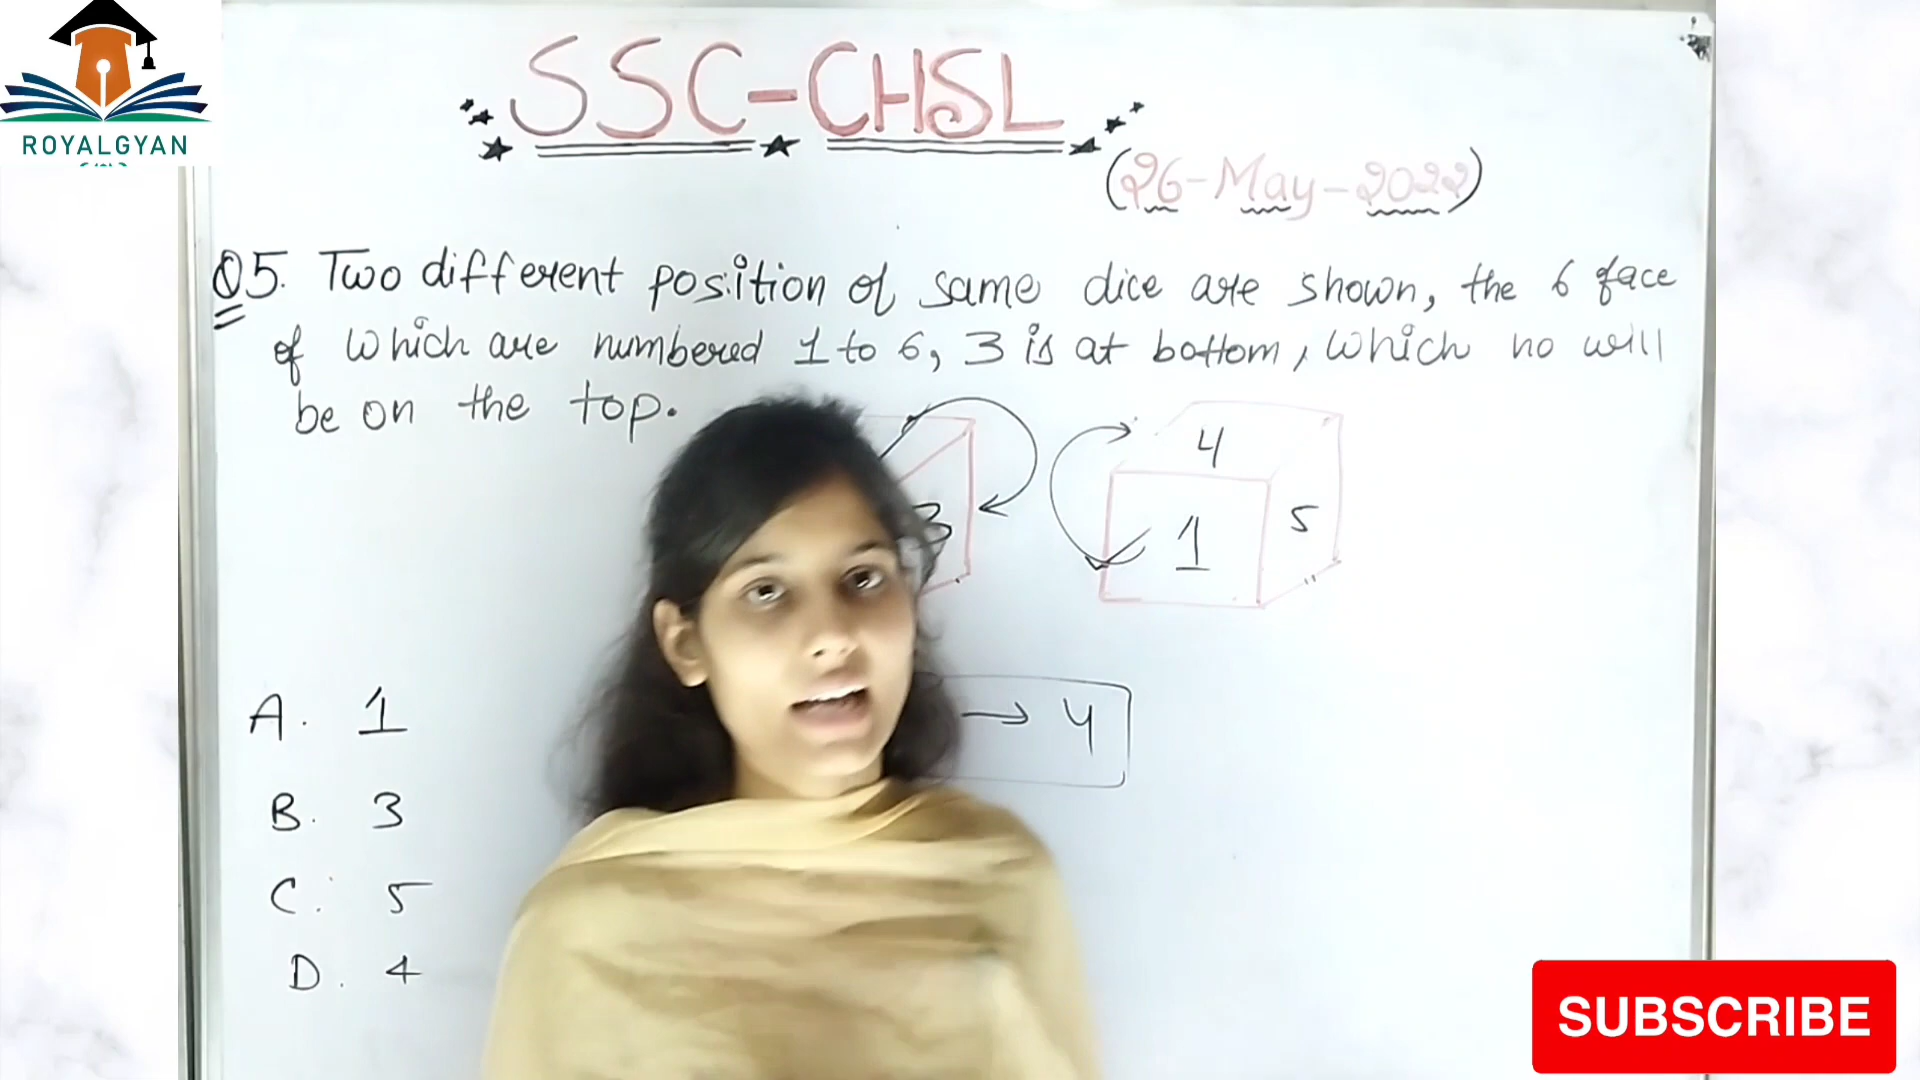 ROYALGYAN
SSC-CHSL
(26-May-2022)
Q5. Two different position of same dice are shown, the 6 face
of which are numbered 1 to 6, 3 is at bottom, which no will
be on the top.
3
4
1
5
→ 4
A. 1
B. 3
C. 5
D. 4
SUBSCRIBE